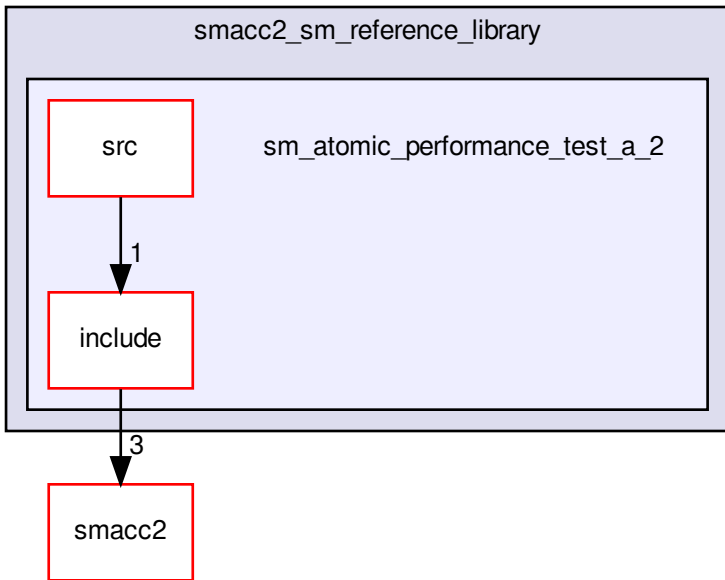 smacc2_sm_reference_library
src
sm_atomic_performance_test_a_2
1
include
3
smacc2